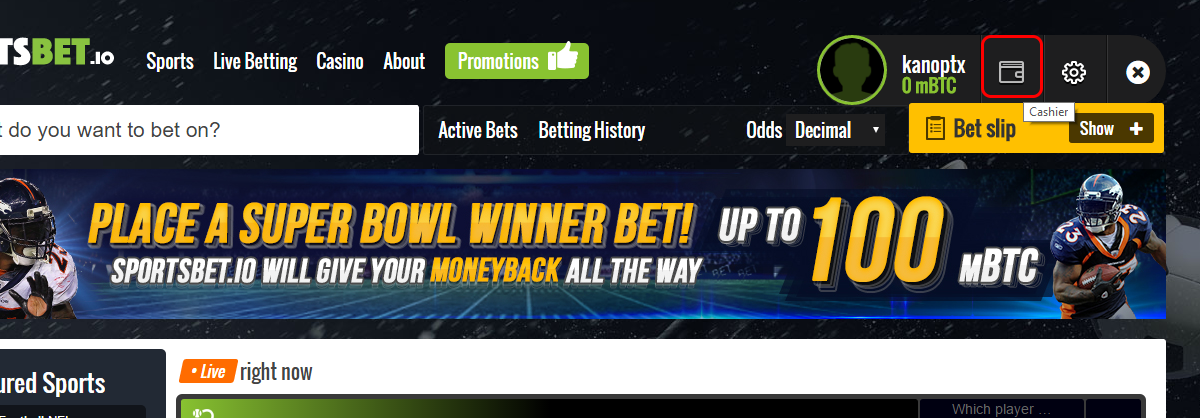 TSBET.io
Sports Live Betting Casino About Promotions
kanoptx
0 mBTC
Cashier
t do you want to bet on?
Active Bets Betting History Odds Decimal
Bet slip Show +
PLACE A SUPER BOWL WINNER BET!
SPORTSBET.IO WILL GIVE YOUR MONEYBACK ALL THE WAY
UP TO 100 mBTC
ured Sports
• Live right now
Which player ...